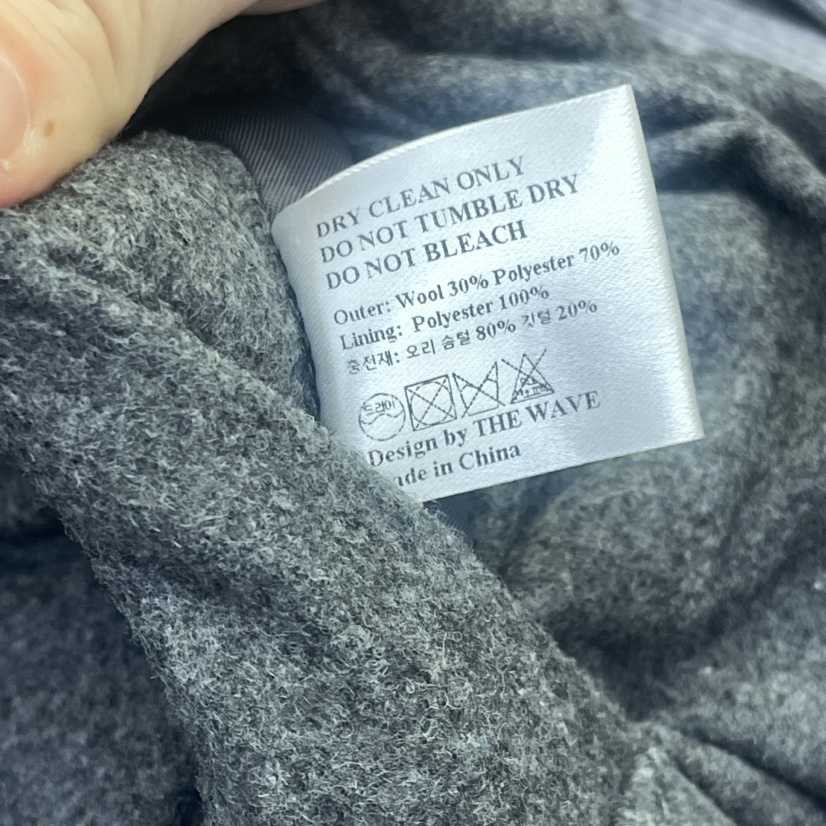 DRY CLEAN ONLY
DO NOT TUMBLE DRY
DO NOT BLEACH
Outer: Wool 30% Polyester 70%
Lining: Polyester 100%
충전재: 오리 솜털 80% 깃털 20%
드라이
Design by THE WAVE
ade in China